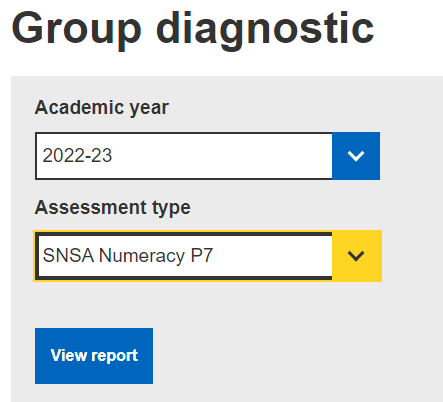 Group diagnostic
Academic year
2022-23
Assessment type
SNSA Numeracy P7
View report